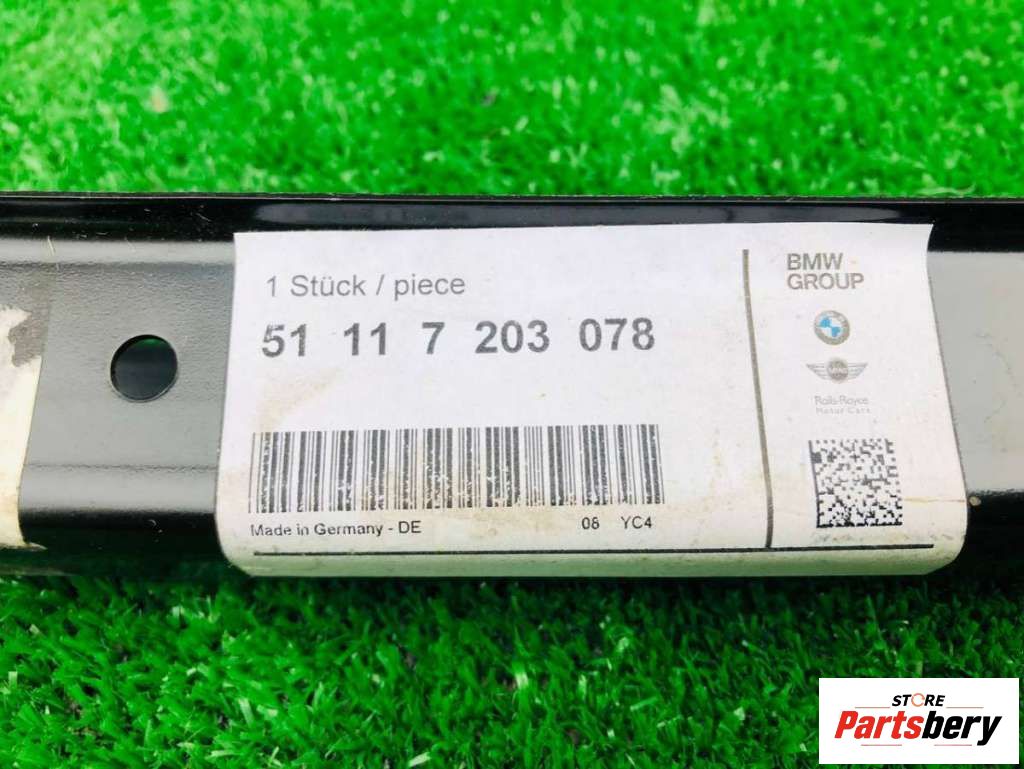 1 Stück / piece
51 11 7 203 078
Made in Germany - DE
08 YC4
BMW
GROUP
MINI
Rolls-Royce
Motor Cars
STORE
Partsbery